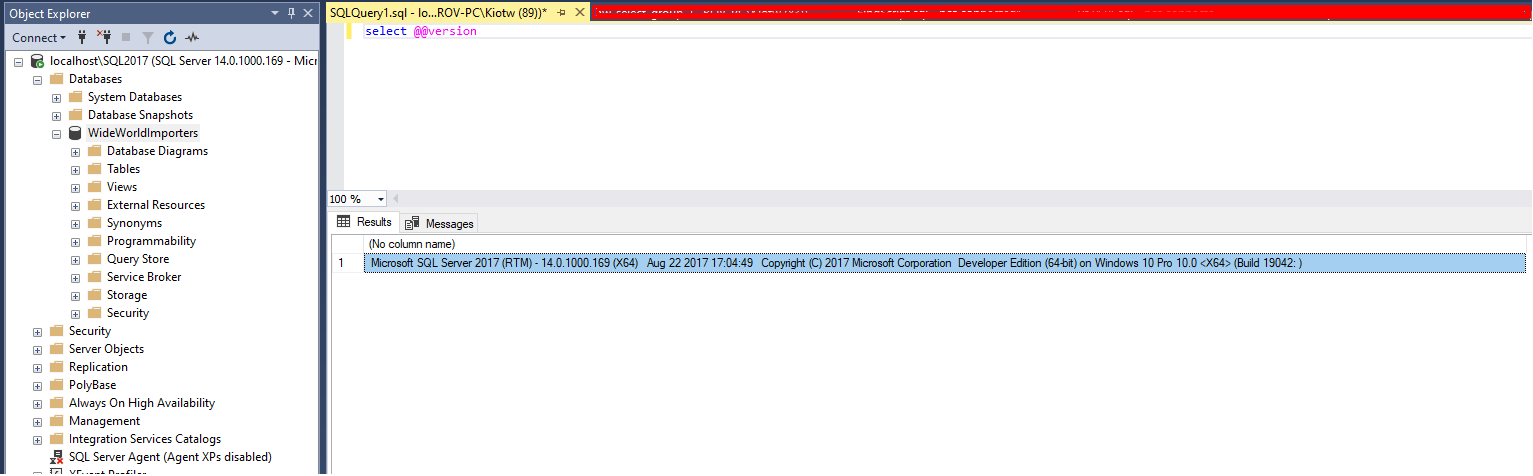 Object Explorer
Connect
localhost\SQL2017 (SQL Server 14.0.1000.169 - Micr
Databases
System Databases
Database Snapshots
WideWorldImporters
Database Diagrams
Tables
Views
External Resources
Synonyms
Programmability
Query Store
Service Broker
Storage
Security
Security
Server Objects
Replication
PolyBase
Always On High Availability
Management
Integration Services Catalogs
SQL Server Agent (Agent XPs disabled)
XEvent Profiler
SQLQuery1.sql - lo...ROV-PC\Kiotw (89))*
select @@version
100 %
Results
Messages
(No column name)
1 Microsoft SQL Server 2017 (RTM) - 14.0.1000.169 (X64) Aug 22 2017 17:04:49 Copyright (C) 2017 Microsoft Corporation Developer Edition (64-bit) on Windows 10 Pro 10.0 <X64> (Build 19042: )